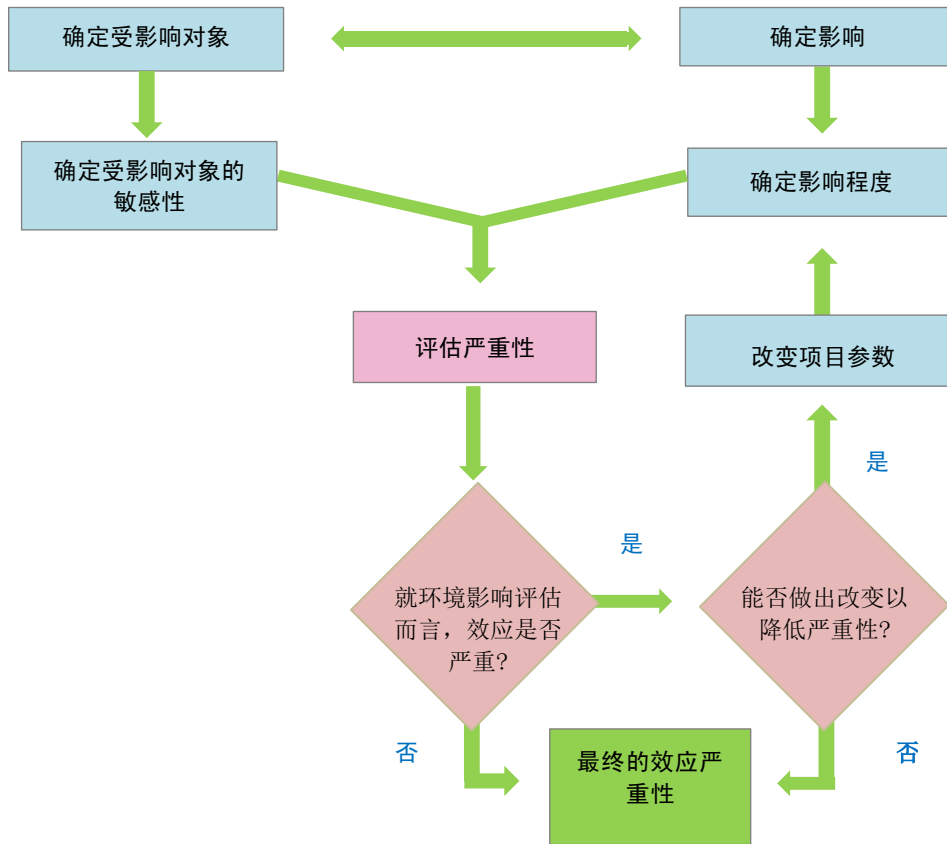 确定受影响对象
确定影响
确定受影响对象的
敏感性
确定影响程度
评估严重性
改变项目参数
是
是
就环境影响评估
而言，效应是否
严重?
能否做出改变以
降低严重性?
否
否
最终的效应严
重性